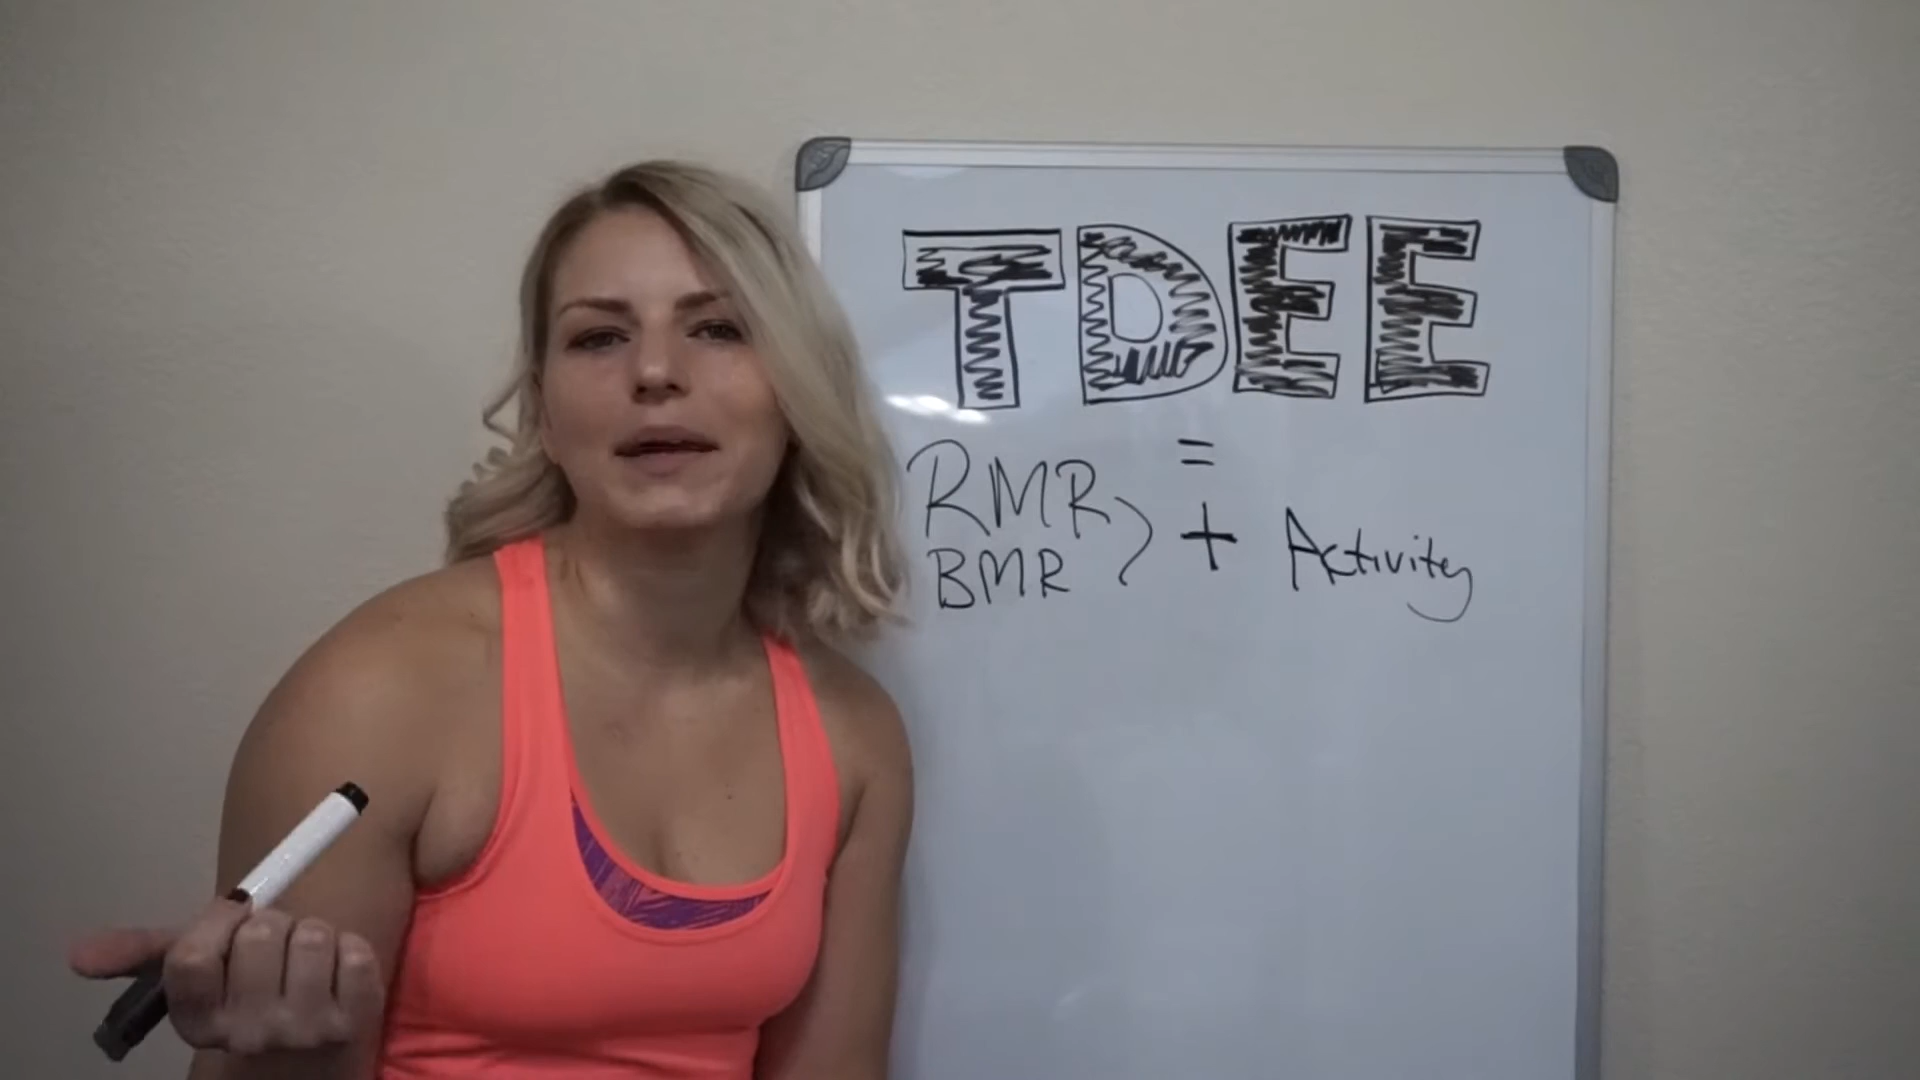 TDEE
=
RMR + Activity
BMR